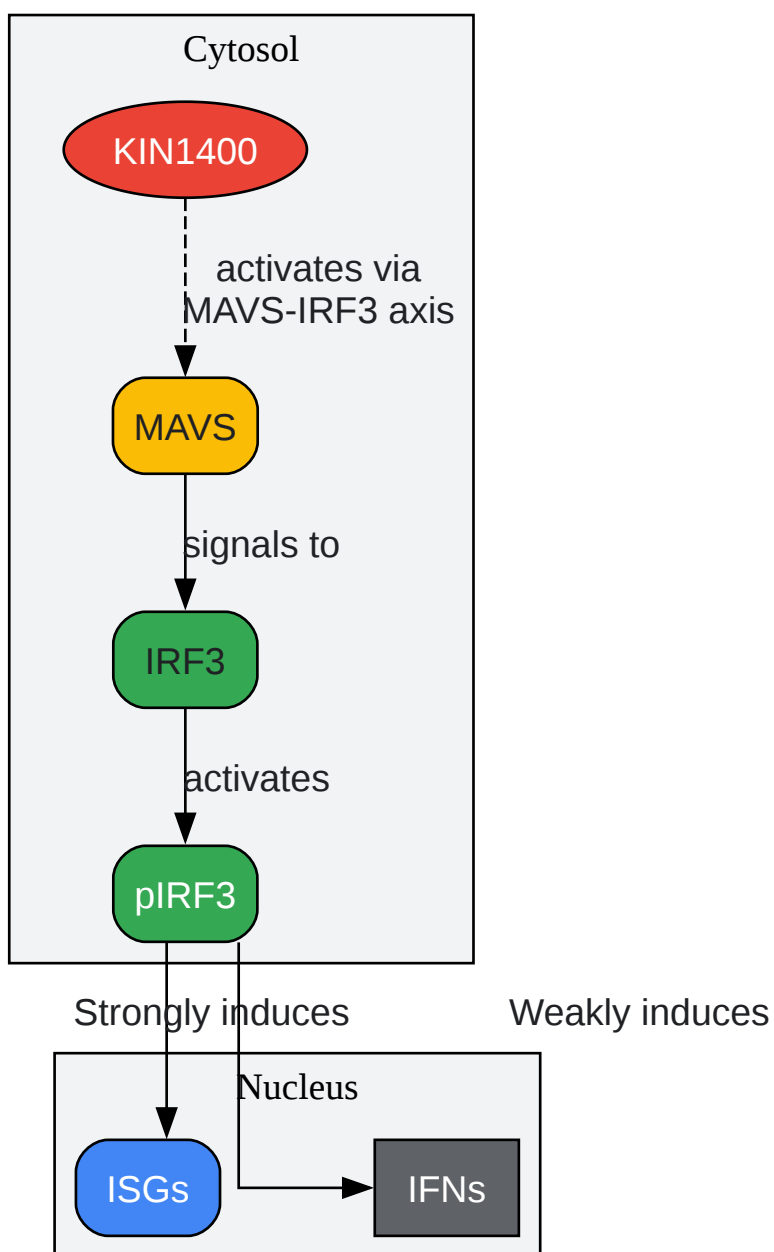 Cytosol
KIN1400
activates via
MAVS-IRF3 axis
MAVS
signals to
IRF3
activates
pIRF3
Strongly induces
Weakly induces
Nucleus
ISGs
IFNs